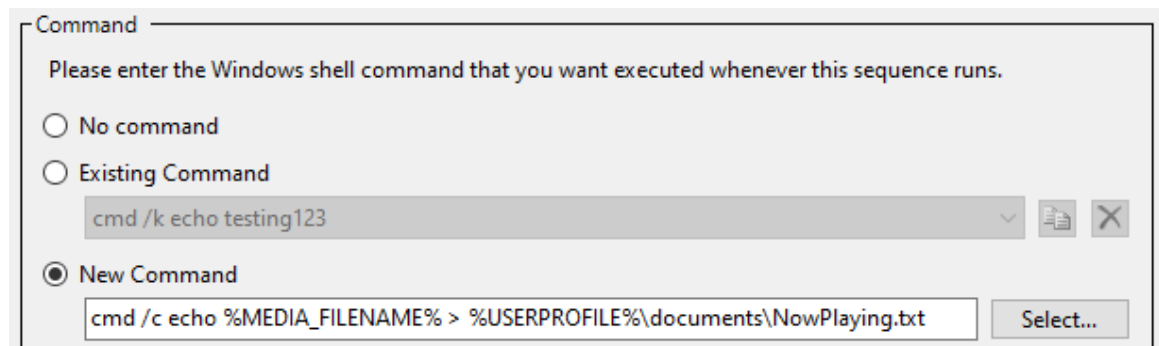 Command
Please enter the Windows shell command that you want executed whenever this sequence runs.
No command
Existing Command
cmd /k echo testing123
New Command
cmd /c echo %MEDIA_FILENAME% > %USERPROFILE%\documents\NowPlaying.txt
Select...